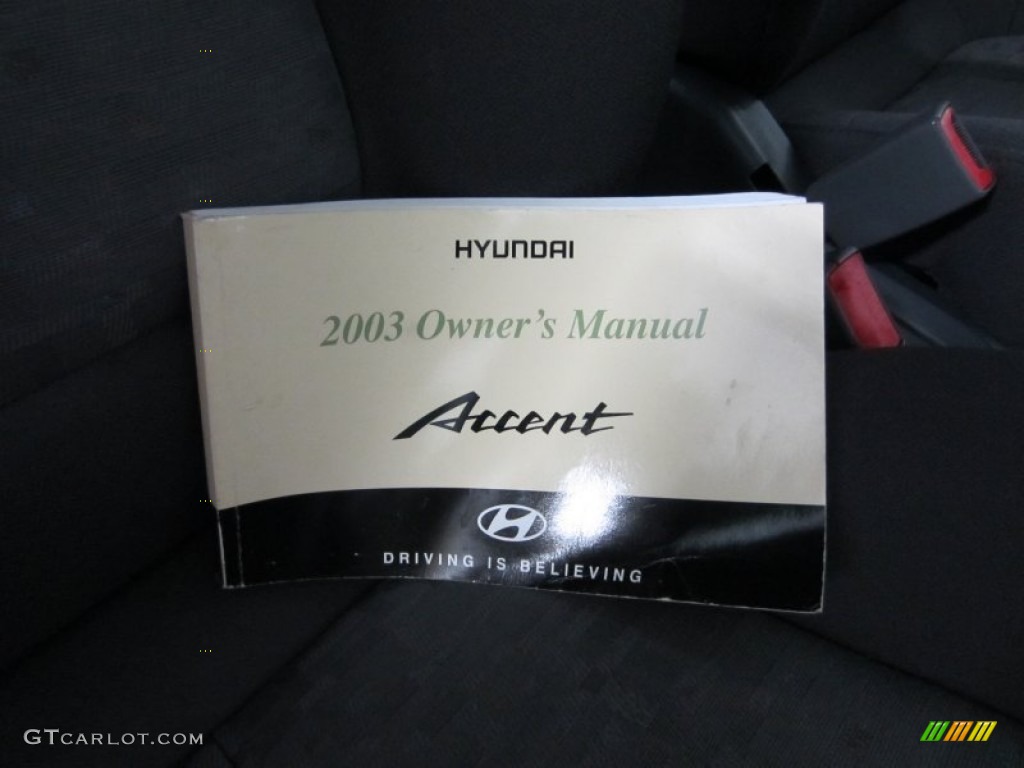 HYUNDAI
2003 Owner's Manual
Accent
DRIVING IS BELIEVING
GTCARLOT.COM